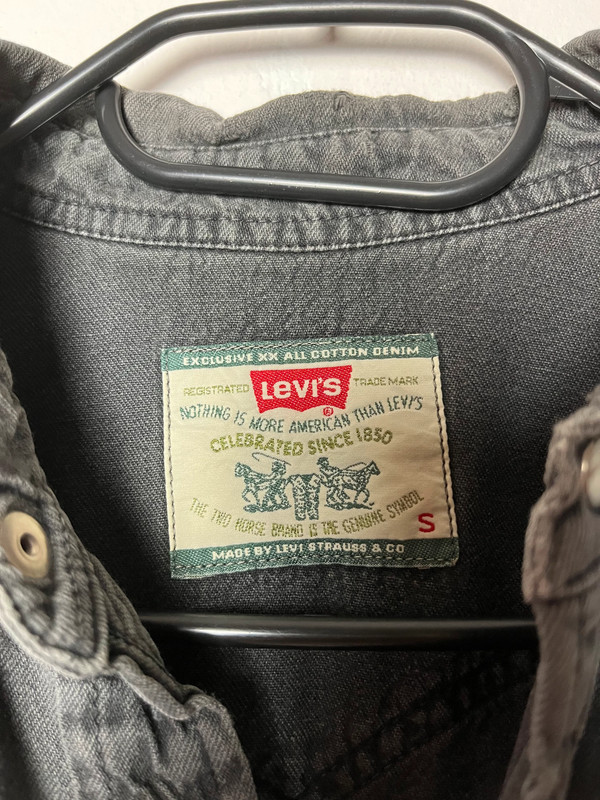 EXCLUSIVE XX ALL COTTON DENIM
REGISTRATED LEVI'S TRADE MARK
NOTHING IS MORE AMERICAN THAN LEVI'S
CELEBRATED SINCE 1850
THE TWO HORSE BRAND IS THE GENUINE SYMBOL
S
MADE BY LEVI STRAUSS & CO